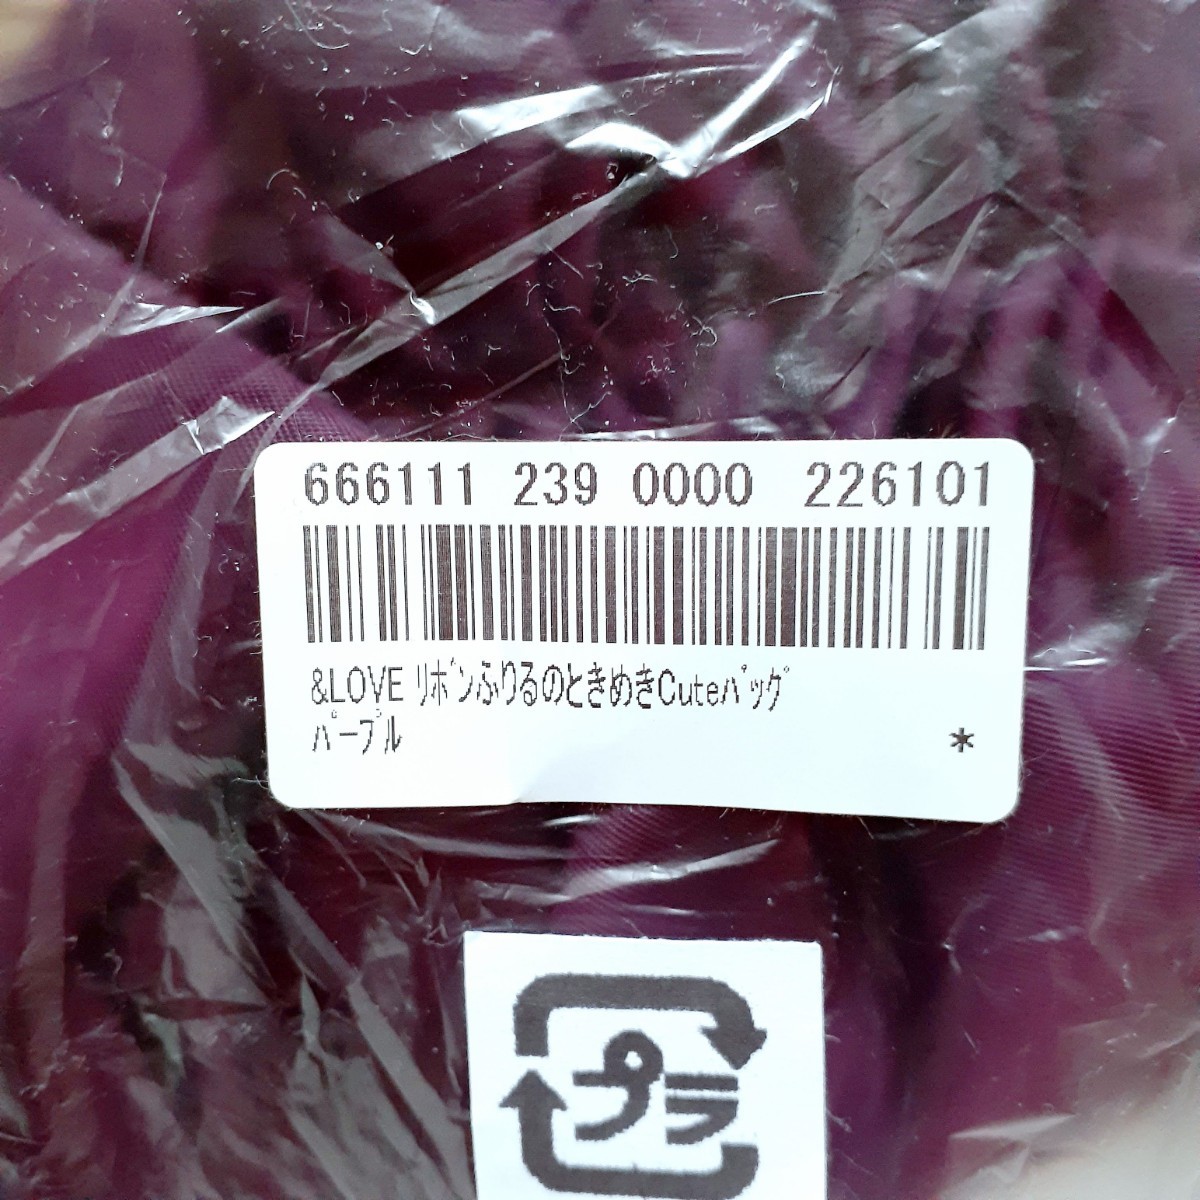 666111 239 0000 226101
&LOVE ﾘﾎﾞﾝふりるのときめきCuteﾊﾞｯｸﾞ
ﾊﾟｰﾌﾟﾙ *
プラ